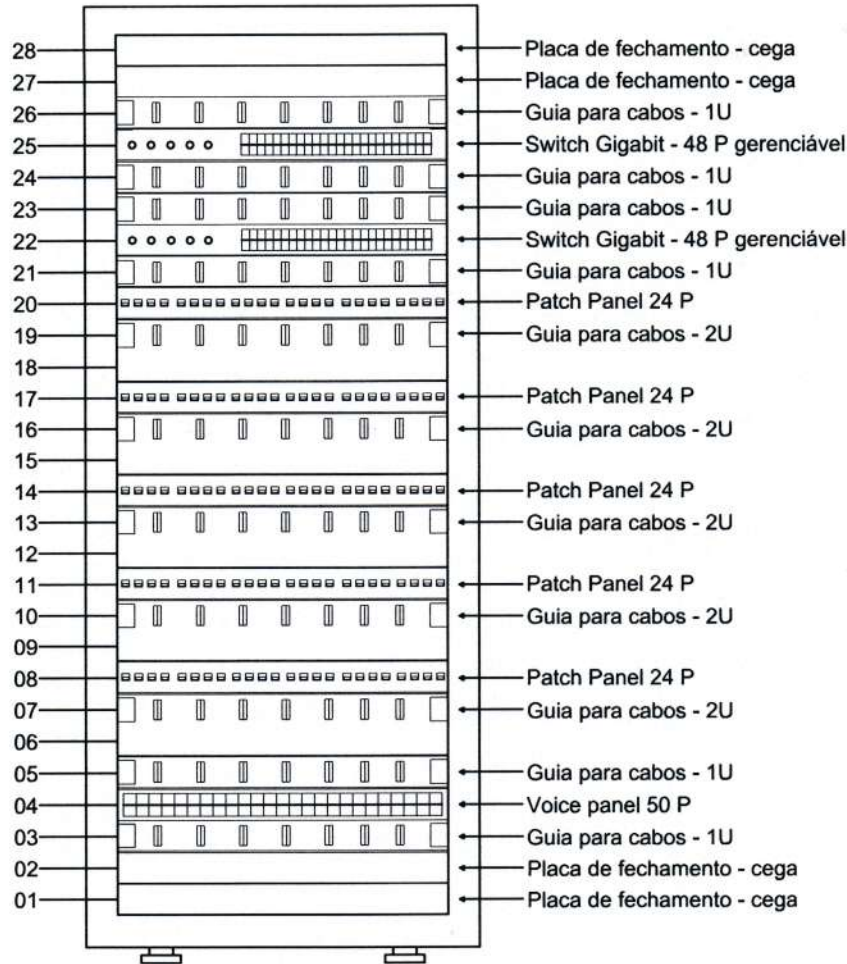 28 Placa de fechamento - cega
27 Placa de fechamento - cega
26 Guia para cabos - 1U
25 Switch Gigabit - 48 P gerenciável
24 Guia para cabos - 1U
23 Guia para cabos - 1U
22 Switch Gigabit - 48 P gerenciável
21 Guia para cabos - 1U
20 Patch Panel 24 P
19 Guia para cabos - 2U
18
17 Patch Panel 24 P
16 Guia para cabos - 2U
15
14 Patch Panel 24 P
13 Guia para cabos - 2U
12
11 Patch Panel 24 P
10 Guia para cabos - 2U
09
08 Patch Panel 24 P
07 Guia para cabos - 2U
06
05 Guia para cabos - 1U
04 Voice panel 50 P
03 Guia para cabos - 1U
02 Placa de fechamento - cega
01 Placa de fechamento - cega